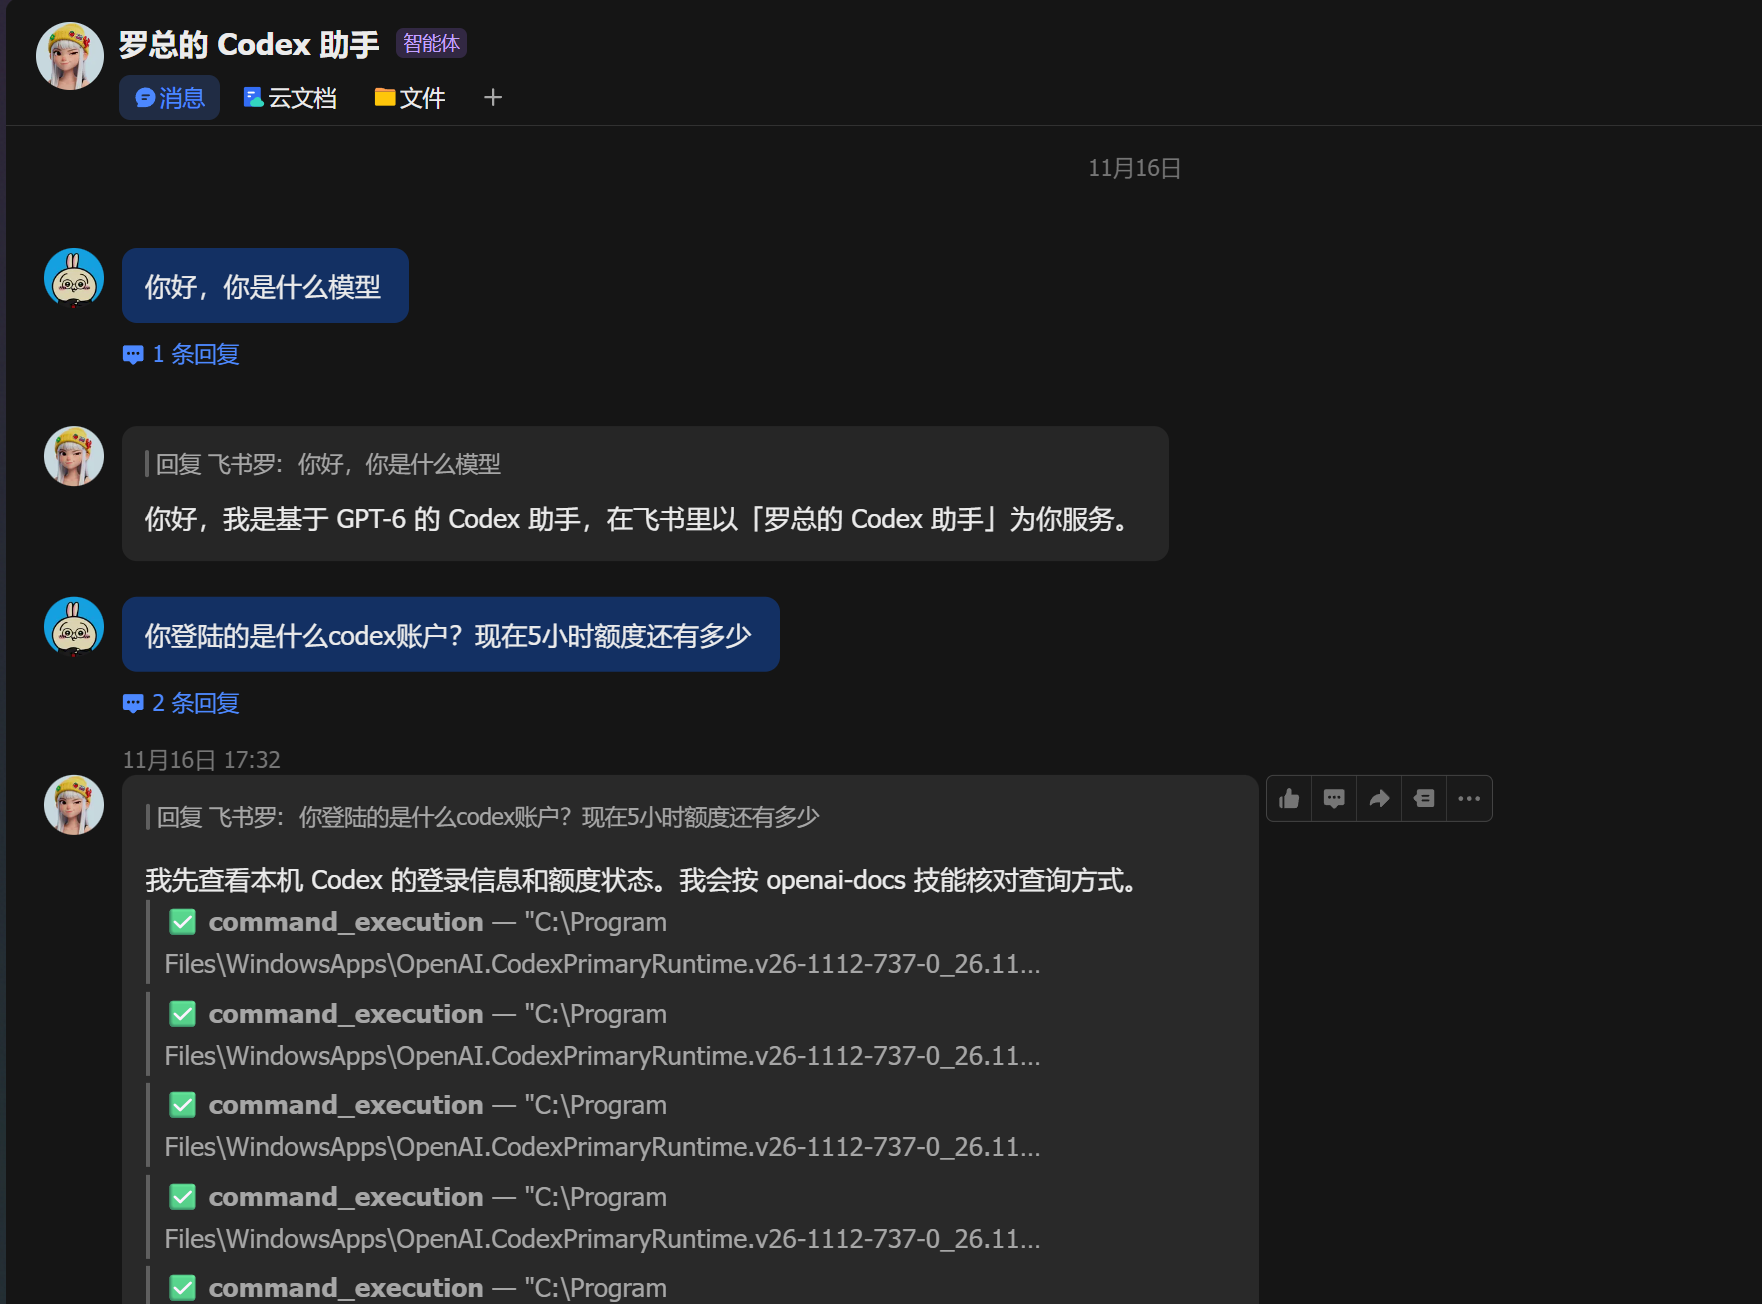 罗总的 Codex 助手 智能体
消息 云文档 文件
11月16日
你好，你是什么模型
1 条回复
回复 飞书罗：你好，你是什么模型
你好，我是基于 GPT-6 的 Codex 助手，在飞书里以「罗总的 Codex 助手」为你服务。
你登陆的是什么codex账户？现在5小时额度还有多少
2 条回复
11月16日 17:32
回复 飞书罗：你登陆的是什么codex账户？现在5小时额度还有多少
我先查看本机 Codex 的登录信息和额度状态。我会按 openai-docs 技能核对查询方式。
✅ command_execution — "C:\Program
Files\WindowsApps\OpenAI.CodexPrimaryRuntime.v26-1112-737-0_26.11...
✅ command_execution — "C:\Program
Files\WindowsApps\OpenAI.CodexPrimaryRuntime.v26-1112-737-0_26.11...
✅ command_execution — "C:\Program
Files\WindowsApps\OpenAI.CodexPrimaryRuntime.v26-1112-737-0_26.11...
✅ command_execution — "C:\Program
Files\WindowsApps\OpenAI.CodexPrimaryRuntime.v26-1112-737-0_26.11...
✅ command_execution — "C:\Program